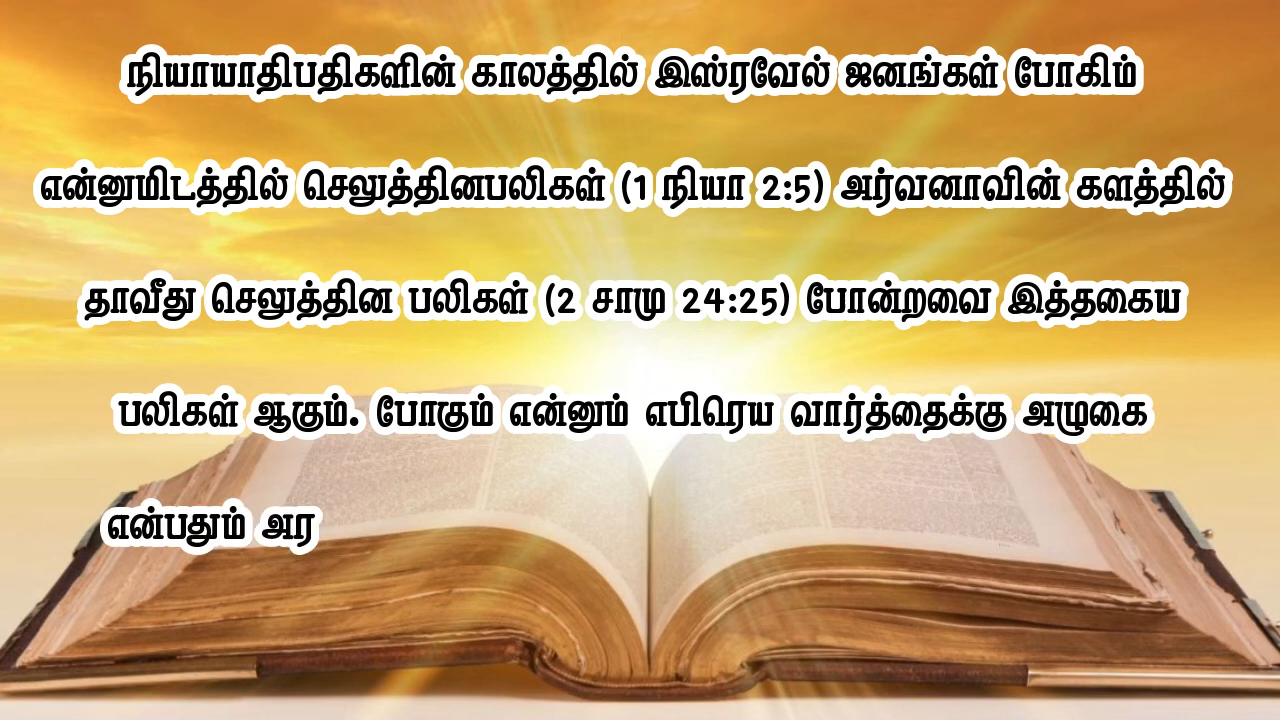 நியாயாதிபதிகளின் காலத்தில் இஸ்ரவேல் ஜனங்கள் போகிம்
என்னுமிடத்தில் செலுத்தினபலிகள் (1 நியா 2:5) அர்வனாவின் களத்தில்
தாவீது செலுத்தின பலிகள் (2 சாமு 24:25) போன்றவை இத்தகைய
பலிகள் ஆகும். போகும் என்னும் எபிரெய வார்த்தைக்கு அழுகை
என்பதும் அர